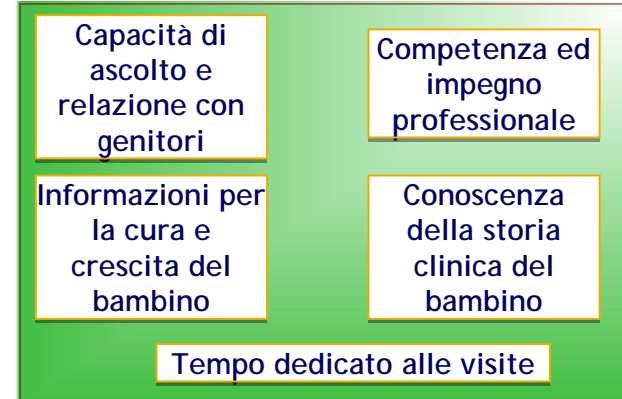 Capacità di
ascolto e
relazione con
genitori
Competenza ed
impegno
professionale
Informazioni per
la cura e
crescita del
bambino
Conoscenza
della storia
clinica del
bambino
Tempo dedicato alle visite